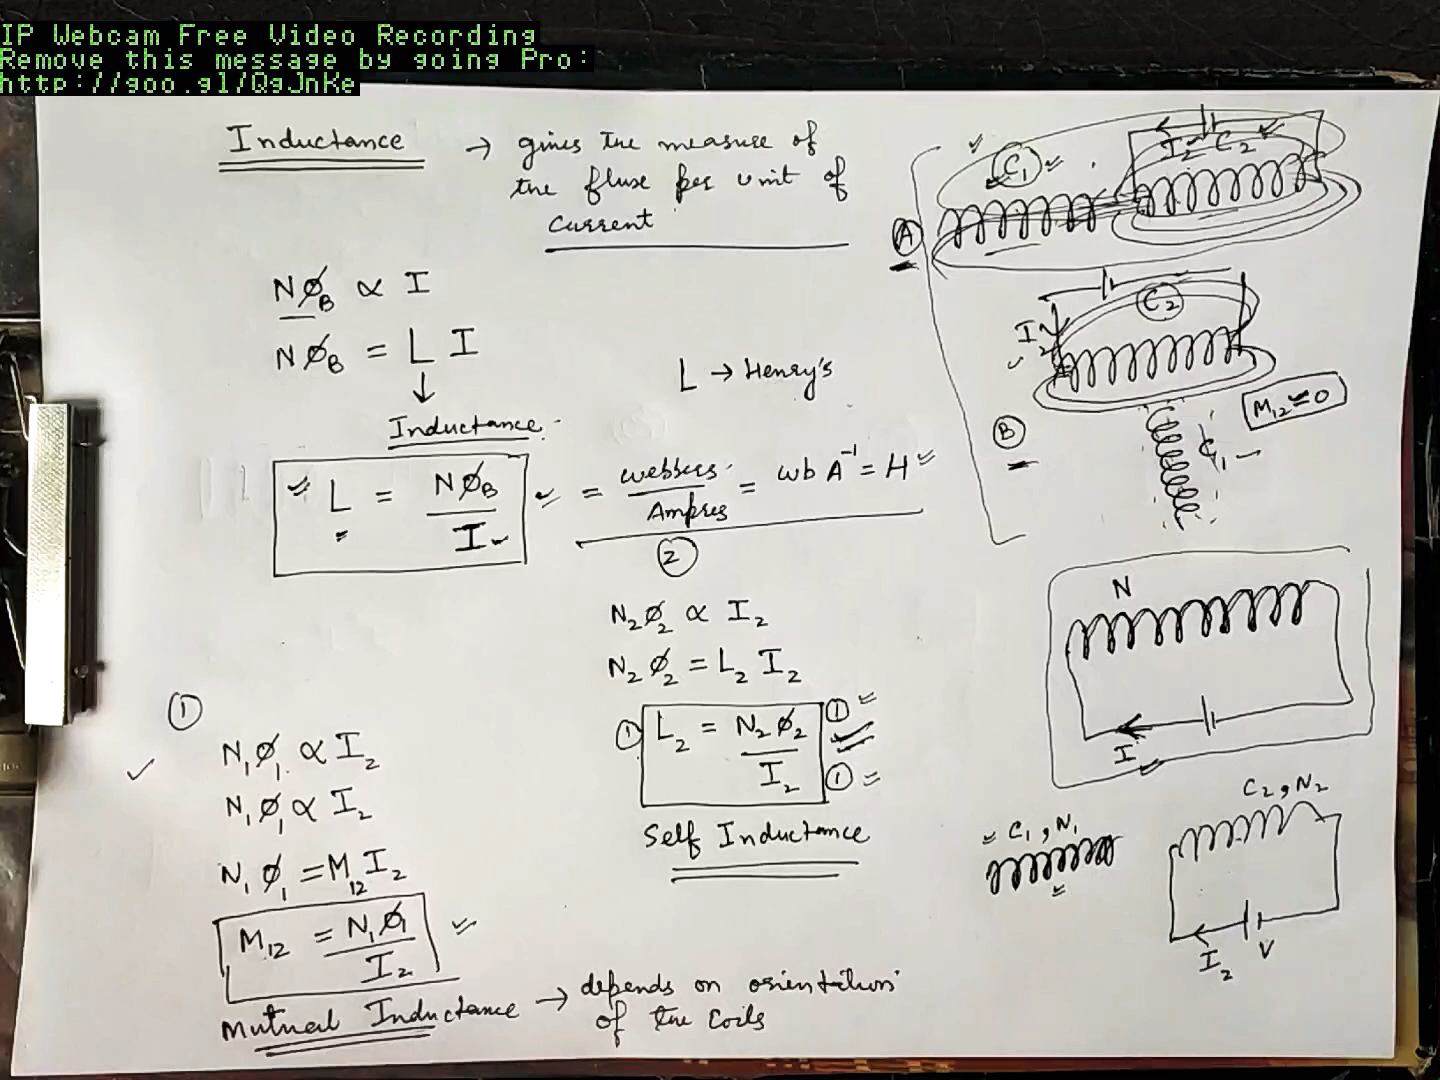 IP Webcam Free Video Recording
Remove this message by going Pro:
http://goo.gl/QgJnKe
Inductance → gives the measure of
the flux per unit of
current
NØB ∝ I
NØB = L I
↓
Inductance
L → Henry's
L = NØB / I = webbers / Ampres = wb A⁻¹ = H
②
N₂Ø₂ ∝ I₂
N₂Ø₂ = L₂ I₂
① L₂ = N₂Ø₂ / I₂ ① ①
Self Inductance
①
N₁Ø₁ ∝ I₂
N₁Ø₁ ∝ I₂
N₁Ø₁ = M₁₂ I₂
M₁₂ = N₁Ø₁ / I₂
Mutual Inductance → depends on orientation
of the coils
A
C₁
I₂ C₂
C₂
I₂
M₁₂ ≈ 0
B
C₁
N
I
C₁, N₁
C₂, N₂
I₂ V